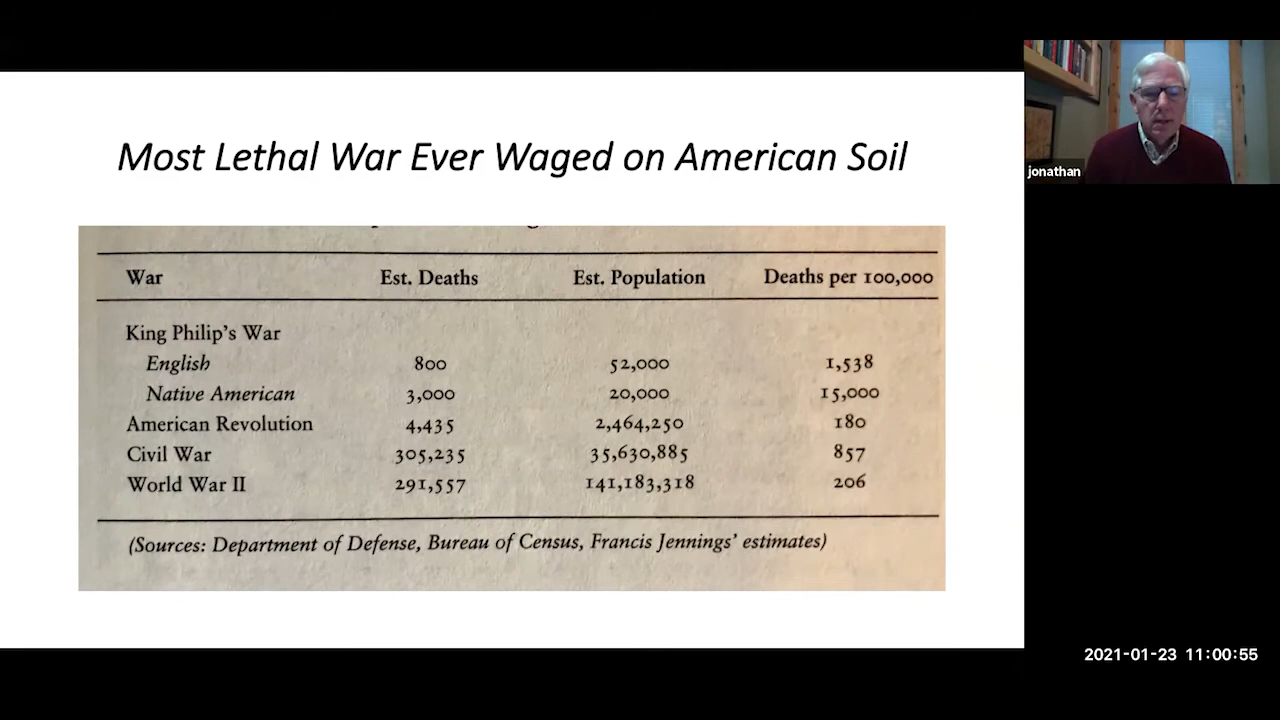 Most Lethal War Ever Waged on American Soil
War Est. Deaths Est. Population Deaths per 100,000
King Philip's War
English 800 52,000 1,538
Native American 3,000 20,000 15,000
American Revolution 4,435 2,464,250 180
Civil War 305,235 35,630,885 857
World War II 291,557 141,183,318 206
(Sources: Department of Defense, Bureau of Census, Francis Jennings' estimates)
jonathan
2021-01-23 11:00:55